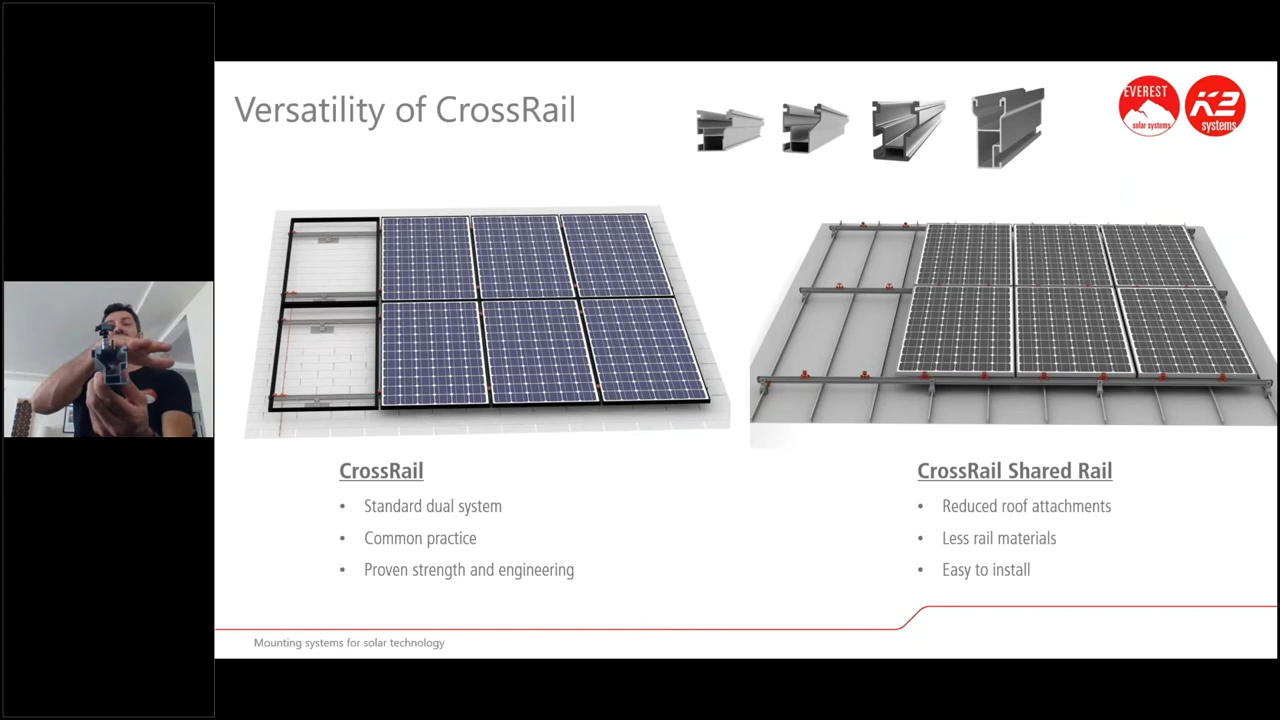 Versatility of CrossRail
EVEREST
solar systems
K2
systems
CrossRail
• Standard dual system
• Common practice
• Proven strength and engineering
CrossRail Shared Rail
• Reduced roof attachments
• Less rail materials
• Easy to install
Mounting systems for solar technology